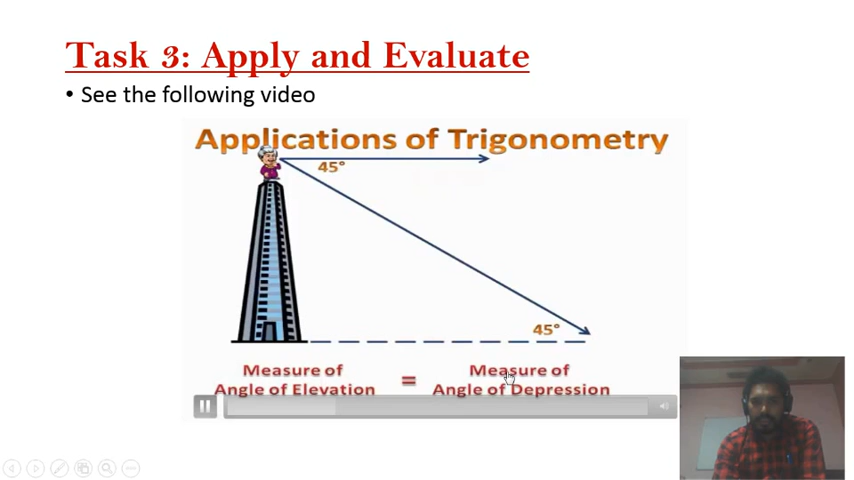 Task 3: Apply and Evaluate
• See the following video
Applications of Trigonometry
45°
45°
Measure of
Angle of Elevation
=
Measure of
Angle of Depression